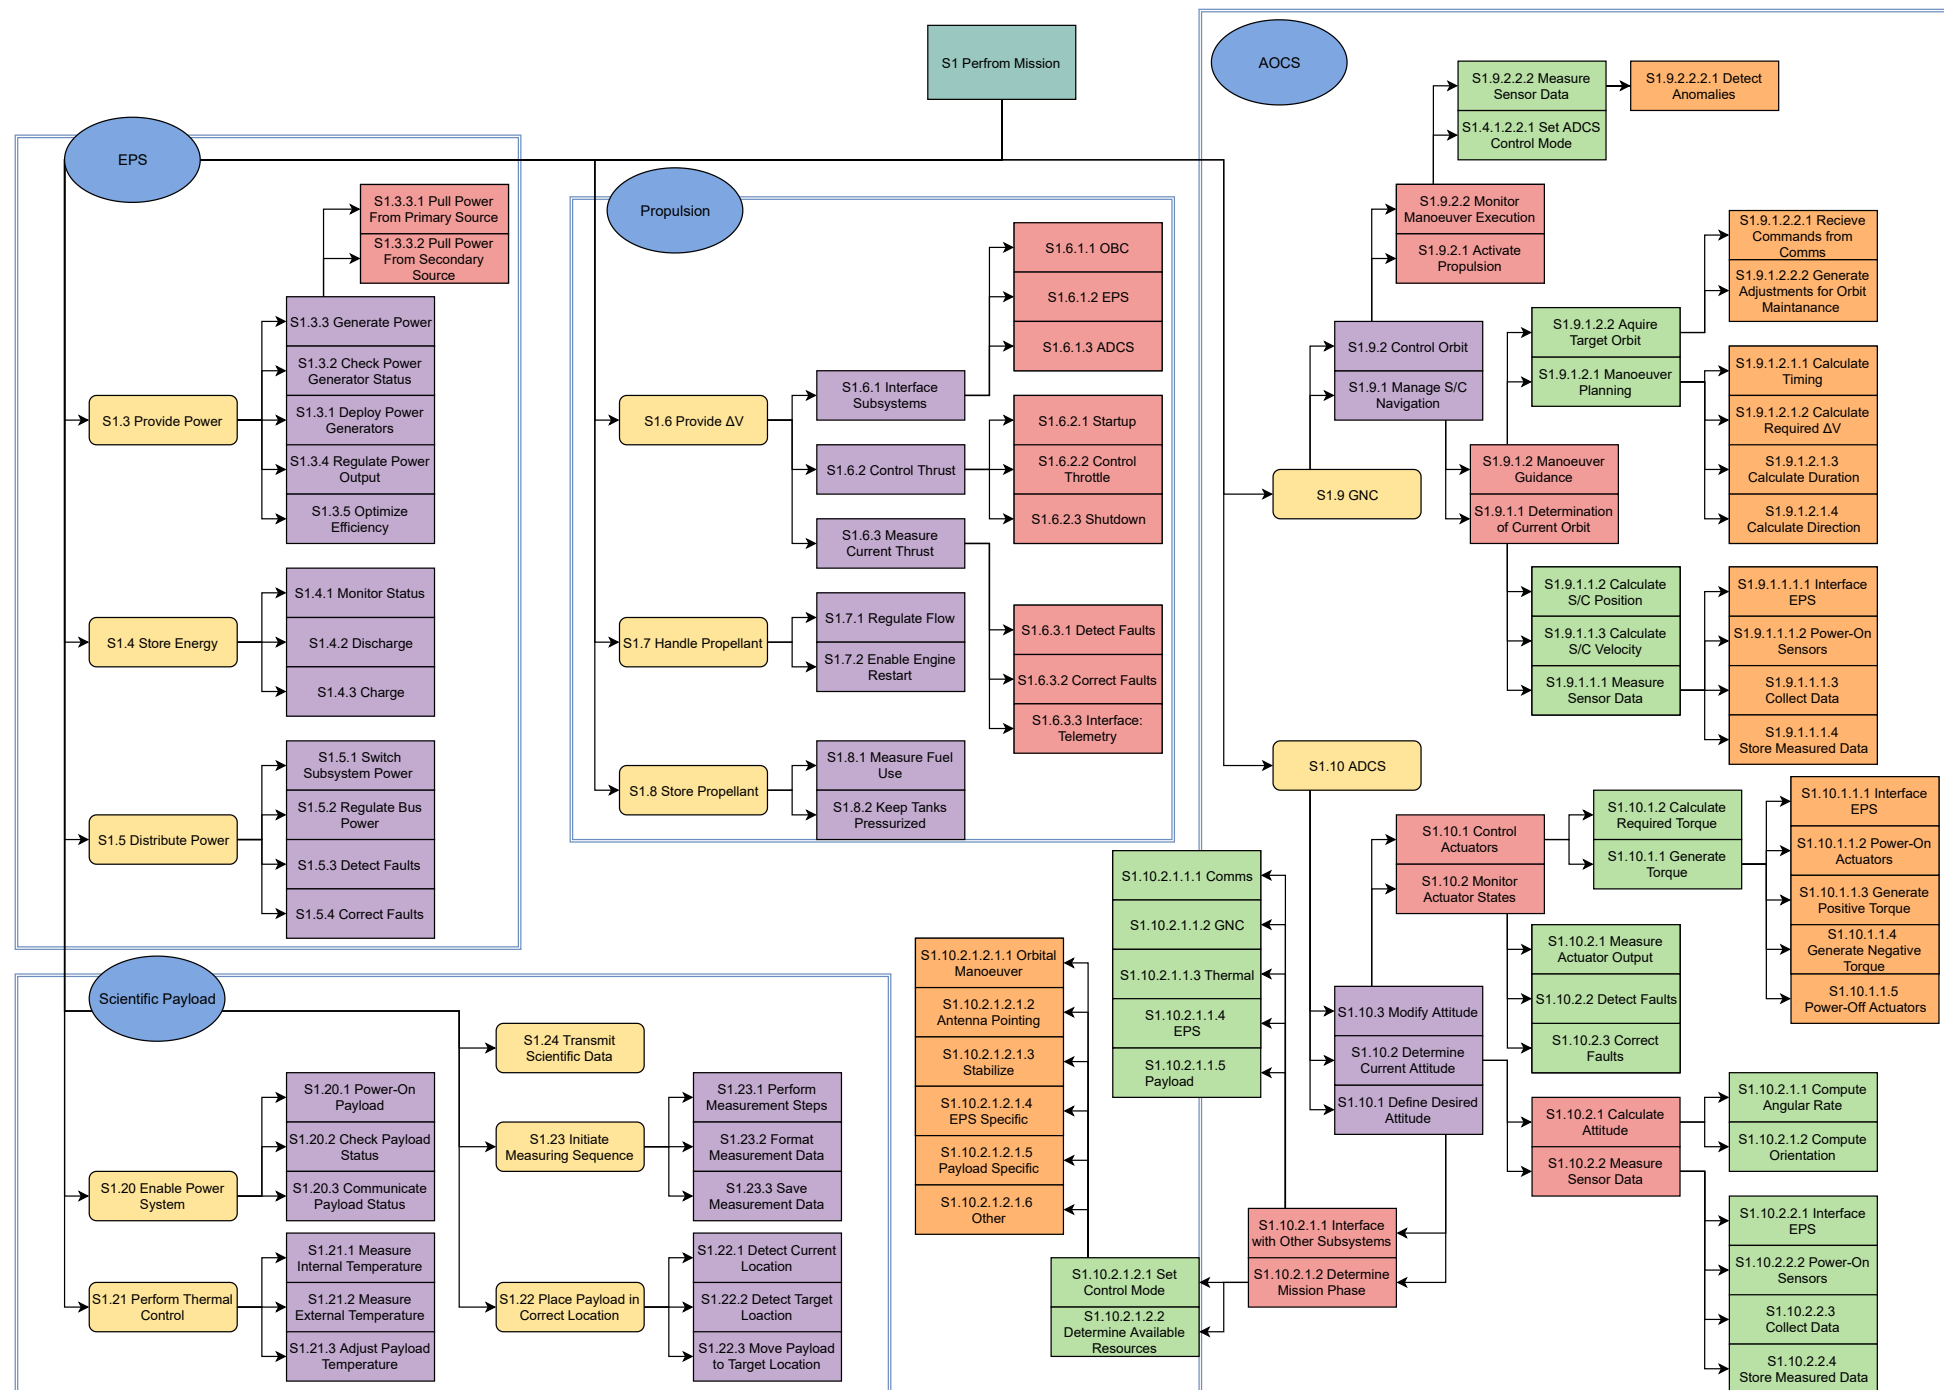 S1 Perfrom Mission
EPS
S1.3.3.1 Pull Power
From Primary Source
S1.3.3.2 Pull Power
From Secondary
Source
S1.3 Provide Power
S1.3.3 Generate Power
S1.3.2 Check Power
Generator Status
S1.3.1 Deploy Power
Generators
S1.3.4 Regulate Power
Output
S1.3.5 Optimize
Efficiency
S1.4 Store Energy
S1.4.1 Monitor Status
S1.4.2 Discharge
S1.4.3 Charge
S1.5 Distribute Power
S1.5.1 Switch
Subsystem Power
S1.5.2 Regulate Bus
Power
S1.5.3 Detect Faults
S1.5.4 Correct Faults
Propulsion
S1.6 Provide ΔV
S1.6.1 Interface
Subsystems
S1.6.1.1 OBC
S1.6.1.2 EPS
S1.6.1.3 ADCS
S1.6.2 Control Thrust
S1.6.2.1 Startup
S1.6.2.2 Control
Throttle
S1.6.2.3 Shutdown
S1.6.3 Measure
Current Thrust
S1.6.3.1 Detect Faults
S1.6.3.2 Correct Faults
S1.6.3.3 Interface:
Telemetry
S1.7 Handle Propellant
S1.7.1 Regulate Flow
S1.7.2 Enable Engine
Restart
S1.8 Store Propellant
S1.8.1 Measure Fuel
Use
S1.8.2 Keep Tanks
Pressurized
AOCS
S1.9.2.2.2 Measure
Sensor Data
S1.9.2.2.2.1 Detect
Anomalies
S1.4.1.2.2.1 Set ADCS
Control Mode
S1.9.2.2 Monitor
Manoeuver Execution
S1.9.2.1 Activate
Propulsion
S1.9 GNC
S1.9.2 Control Orbit
S1.9.1 Manage S/C
Navigation
S1.9.1.2 Manoeuver
Guidance
S1.9.1.1 Determination
of Current Orbit
S1.9.1.2.2 Aquire
Target Orbit
S1.9.1.2.1 Manoeuver
Planning
S1.9.1.2.2.1 Recieve
Commands from
Comms
S1.9.1.2.2.2 Generate
Adjustments for Orbit
Maintanance
S1.9.1.2.1.1 Calculate
Timing
S1.9.1.2.1.2 Calculate
Required ΔV
S1.9.1.2.1.3
Calculate Duration
S1.9.1.2.1.4
Calculate Direction
S1.9.1.1.2 Calculate
S/C Position
S1.9.1.1.3 Calculate
S/C Velocity
S1.9.1.1.1 Measure
Sensor Data
S1.9.1.1.1.1 Interface
EPS
S1.9.1.1.1.2 Power-On
Sensors
S1.9.1.1.1.3
Collect Data
S1.9.1.1.1.4
Store Measured Data
S1.10 ADCS
S1.10.1 Control
Actuators
S1.10.2 Monitor
Actuator States
S1.10.1.2 Calculate
Required Torque
S1.10.1.1 Generate
Torque
S1.10.1.1.1 Interface
EPS
S1.10.1.1.2 Power-On
Actuators
S1.10.1.1.3 Generate
Positive Torque
S1.10.1.1.4
Generate Negative
Torque
S1.10.1.1.5
Power-Off Actuators
S1.10.2.1 Measure
Actuator Output
S1.10.2.2 Detect Faults
S1.10.2.3 Correct
Faults
S1.10.3 Modify Attitude
S1.10.2 Determine
Current Attitude
S1.10.1 Define Desired
Attitude
S1.10.2.1 Calculate
Attitude
S1.10.2.2 Measure
Sensor Data
S1.10.2.1.1 Compute
Angular Rate
S1.10.2.1.2 Compute
Orientation
S1.10.2.2.1 Interface
EPS
S1.10.2.2.2 Power-On
Sensors
S1.10.2.2.3
Collect Data
S1.10.2.2.4
Store Measured Data
S1.10.2.1.1 Interface
with Other Subsystems
S1.10.2.1.2 Determine
Mission Phase
S1.10.2.1.1.1 Comms
S1.10.2.1.1.2 GNC
S1.10.2.1.1.3 Thermal
S1.10.2.1.1.4
EPS
S1.10.2.1.1.5
Payload
S1.10.2.1.2.1 Set
Control Mode
S1.10.2.1.2.2
Determine Available
Resources
S1.10.2.1.2.1.1 Orbital
Manoeuver
S1.10.2.1.2.1.2
Antenna Pointing
S1.10.2.1.2.1.3
Stabilize
S1.10.2.1.2.1.4
EPS Specific
S1.10.2.1.2.1.5
Payload Specific
S1.10.2.1.2.1.6
Other
Scientific Payload
S1.24 Transmit
Scientific Data
S1.20 Enable Power
System
S1.20.1 Power-On
Payload
S1.20.2 Check Payload
Status
S1.20.3 Communicate
Payload Status
S1.23 Initiate
Measuring Sequence
S1.23.1 Perform
Measurement Steps
S1.23.2 Format
Measurement Data
S1.23.3 Save
Measurement Data
S1.21 Perform Thermal
Control
S1.21.1 Measure
Internal Temperature
S1.21.2 Measure
External Temperature
S1.21.3 Adjust Payload
Temperature
S1.22 Place Payload in
Correct Location
S1.22.1 Detect Current
Location
S1.22.2 Detect Target
Loaction
S1.22.3 Move Payload
to Target Location